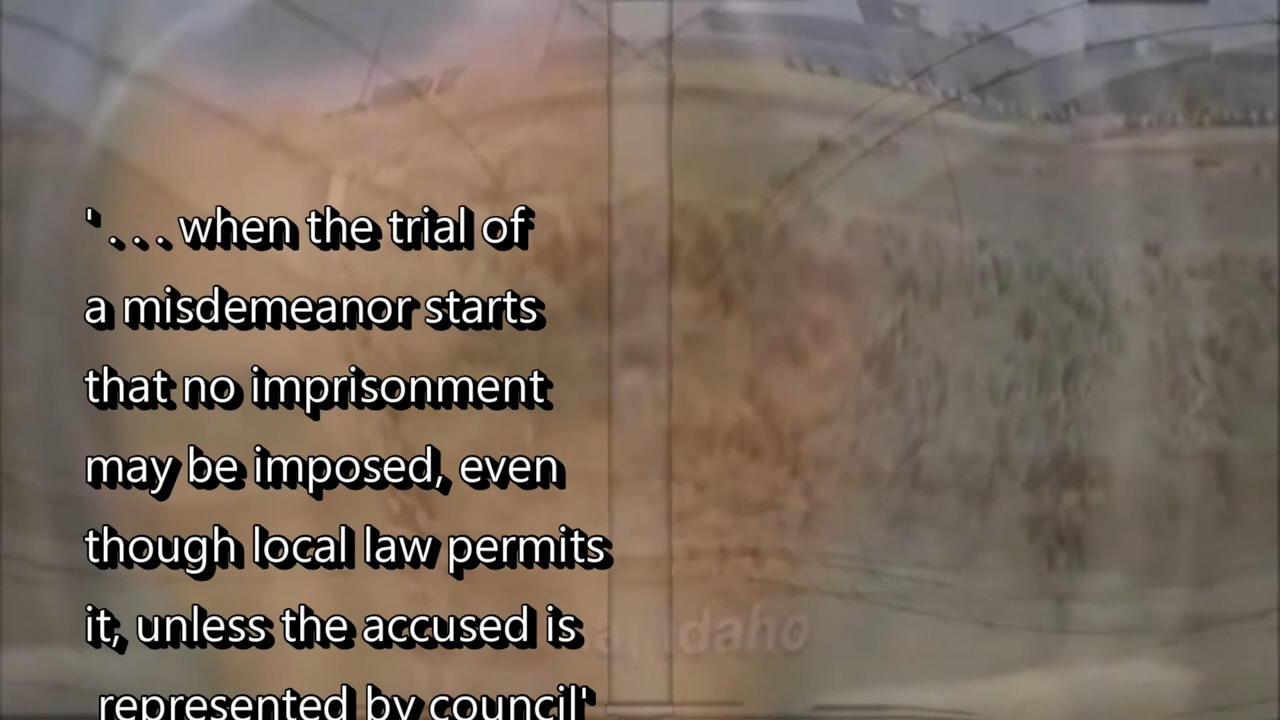 ' . . . when the trial of
a misdemeanor starts
that no imprisonment
may be imposed, even
though local law permits
it, unless the accused is
represented by council'
a, Idaho